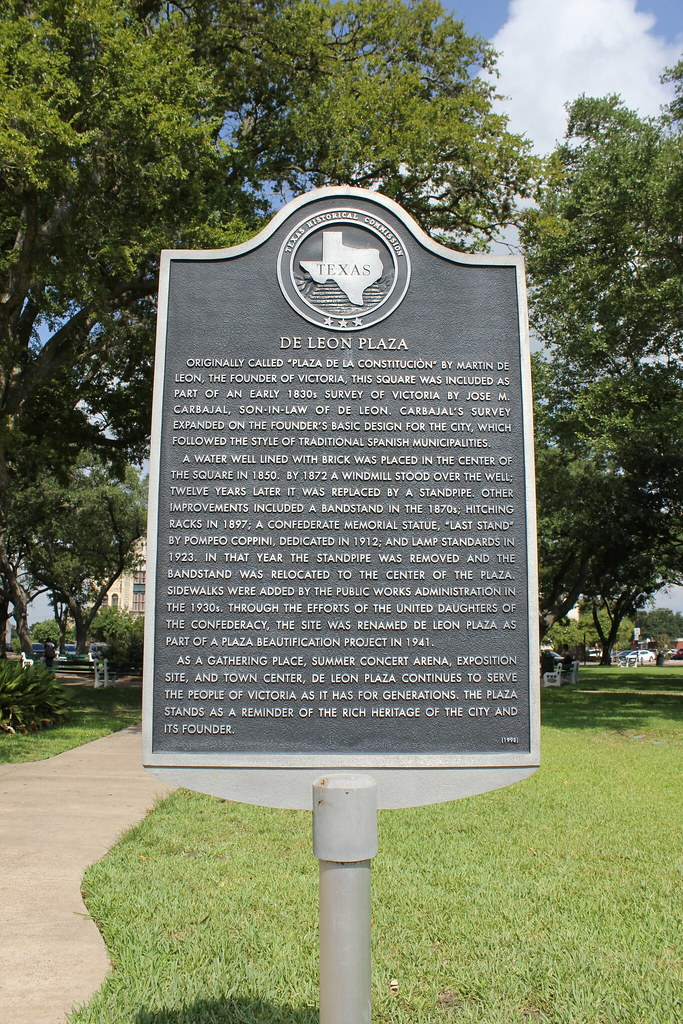 TEXAS HISTORICAL COMMISSION
TEXAS
DE LEON PLAZA
ORIGINALLY CALLED "PLAZA DE LA CONSTITUCIÒN" BY MARTIN DE
LEON, THE FOUNDER OF VICTORIA, THIS SQUARE WAS INCLUDED AS
PART OF AN EARLY 1830s SURVEY OF VICTORIA BY JOSE M.
CARBAJAL, SON-IN-LAW OF DE LEON. CARBAJAL'S SURVEY
EXPANDED ON THE FOUNDER'S BASIC DESIGN FOR THE CITY, WHICH
FOLLOWED THE STYLE OF TRADITIONAL SPANISH MUNICIPALITIES.
A WATER WELL LINED WITH BRICK WAS PLACED IN THE CENTER OF
THE SQUARE IN 1850. BY 1872 A WINDMILL STOOD OVER THE WELL;
TWELVE YEARS LATER IT WAS REPLACED BY A STANDPIPE. OTHER
IMPROVEMENTS INCLUDED A BANDSTAND IN THE 1870s; HITCHING
RACKS IN 1897; A CONFEDERATE MEMORIAL STATUE, "LAST STAND"
BY POMPEO COPPINI, DEDICATED IN 1912; AND LAMP STANDARDS IN
1923. IN THAT YEAR THE STANDPIPE WAS REMOVED AND THE
BANDSTAND WAS RELOCATED TO THE CENTER OF THE PLAZA.
SIDEWALKS WERE ADDED BY THE PUBLIC WORKS ADMINISTRATION IN
THE 1930s. THROUGH THE EFFORTS OF THE UNITED DAUGHTERS OF
THE CONFEDERACY, THE SITE WAS RENAMED DE LEON PLAZA AS
PART OF A PLAZA BEAUTIFICATION PROJECT IN 1941.
AS A GATHERING PLACE, SUMMER CONCERT ARENA, EXPOSITION
SITE, AND TOWN CENTER, DE LEON PLAZA CONTINUES TO SERVE
THE PEOPLE OF VICTORIA AS IT HAS FOR GENERATIONS. THE PLAZA
STANDS AS A REMINDER OF THE RICH HERITAGE OF THE CITY AND
ITS FOUNDER.
(1998)